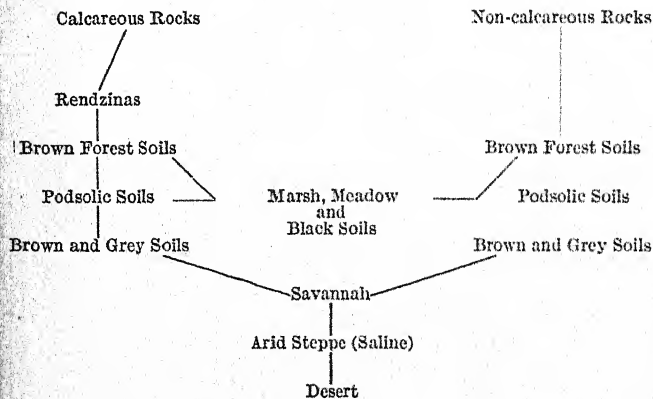 Calcareous Rocks
Non-calcareous Rocks
Rendzinas
Brown Forest Soils
Brown Forest Soils
Podsolic Soils
Marsh, Meadow
and
Black Soils
Podsolic Soils
Brown and Grey Soils
Brown and Grey Soils
Savannah
Arid Steppe (Saline)
Desert